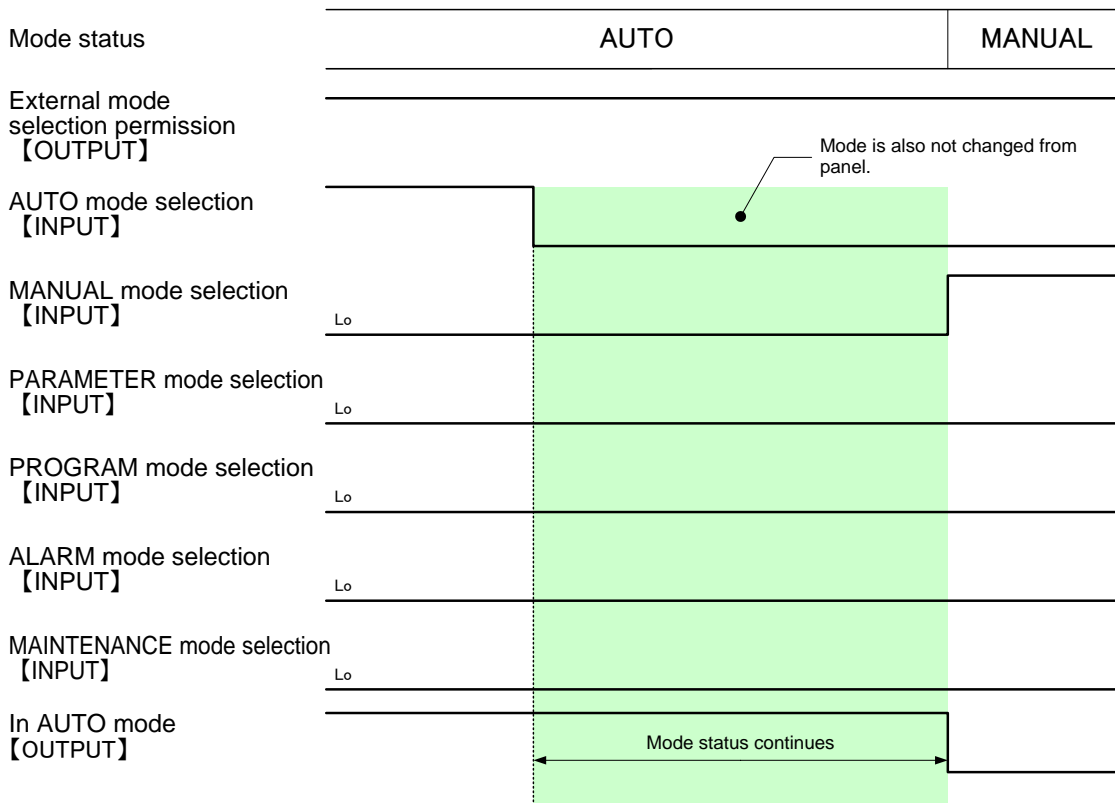 Mode status
AUTO
MANUAL
External mode
selection permission
【OUTPUT】
Mode is also not changed from
panel.
AUTO mode selection
【INPUT】
MANUAL mode selection
【INPUT】
Lo
PARAMETER mode selection
【INPUT】
Lo
PROGRAM mode selection
【INPUT】
Lo
ALARM mode selection
【INPUT】
Lo
MAINTENANCE mode selection
【INPUT】
Lo
In AUTO mode
【OUTPUT】
Mode status continues